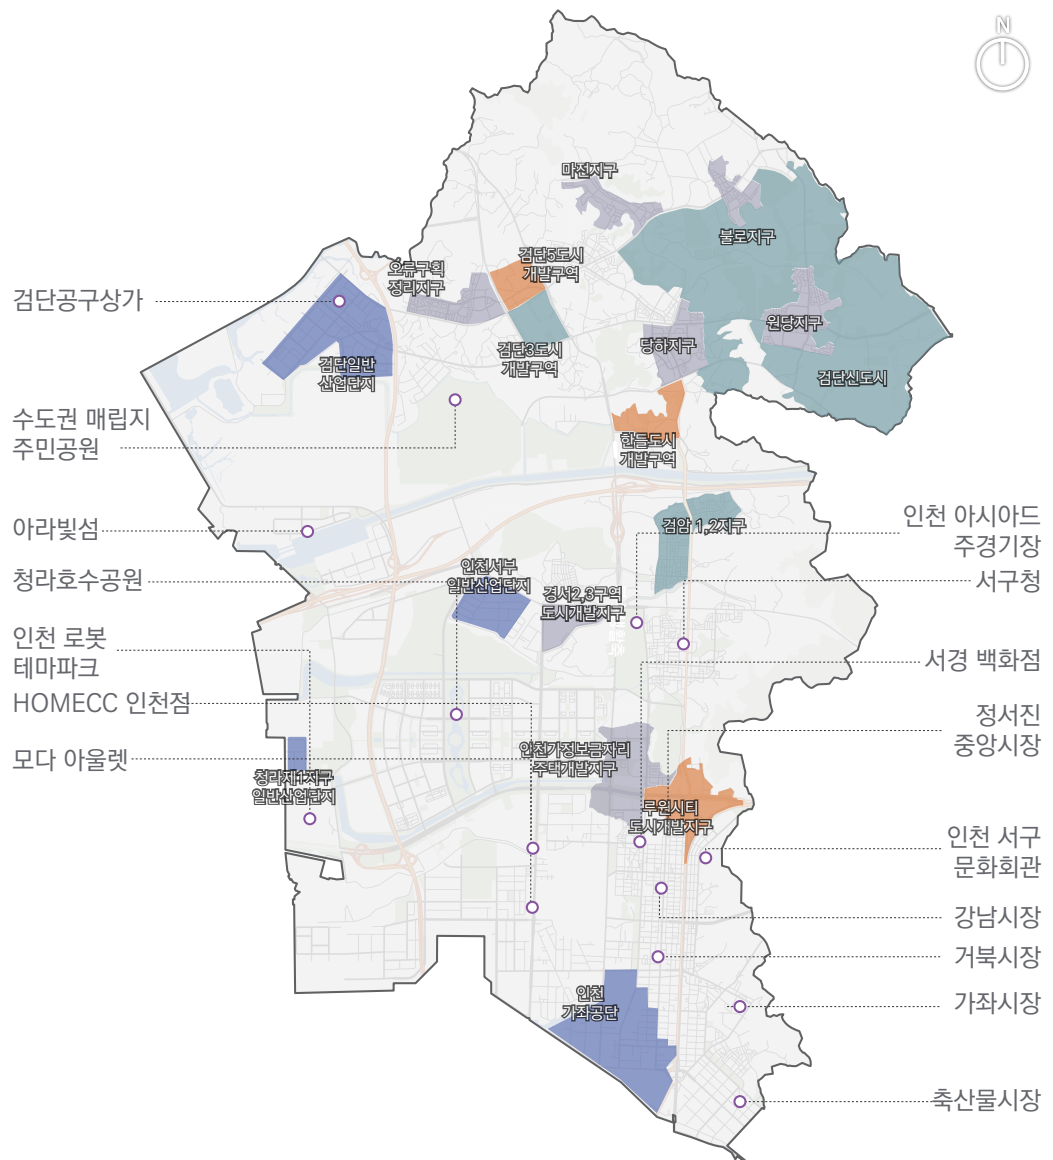 N
마전지구
불로지구
오류구획
정리지구
검단5도시
개발구역
검단공구상가
원당지구
당하지구
검단3도시
개발구역
검단일반
산업단지
검단신도시
수도권 매립지
주민공원
한들도시
개발구역
아라빛섬
검암 1,2지구
인천 아시아드
주경기장
청라호수공원
인천서부
일반산업단지
경서2,3구역
도시개발지구
서구청
인천 로봇
테마파크
서경 백화점
HOMECC 인천점
정서진
중앙시장
모다 아울렛
인천가정보금자리
주택개발지구
청라제1지구
일반산업단지
루원시티
도시개발지구
인천 서구
문화회관
강남시장
거북시장
인천
가좌공단
가좌시장
축산물시장